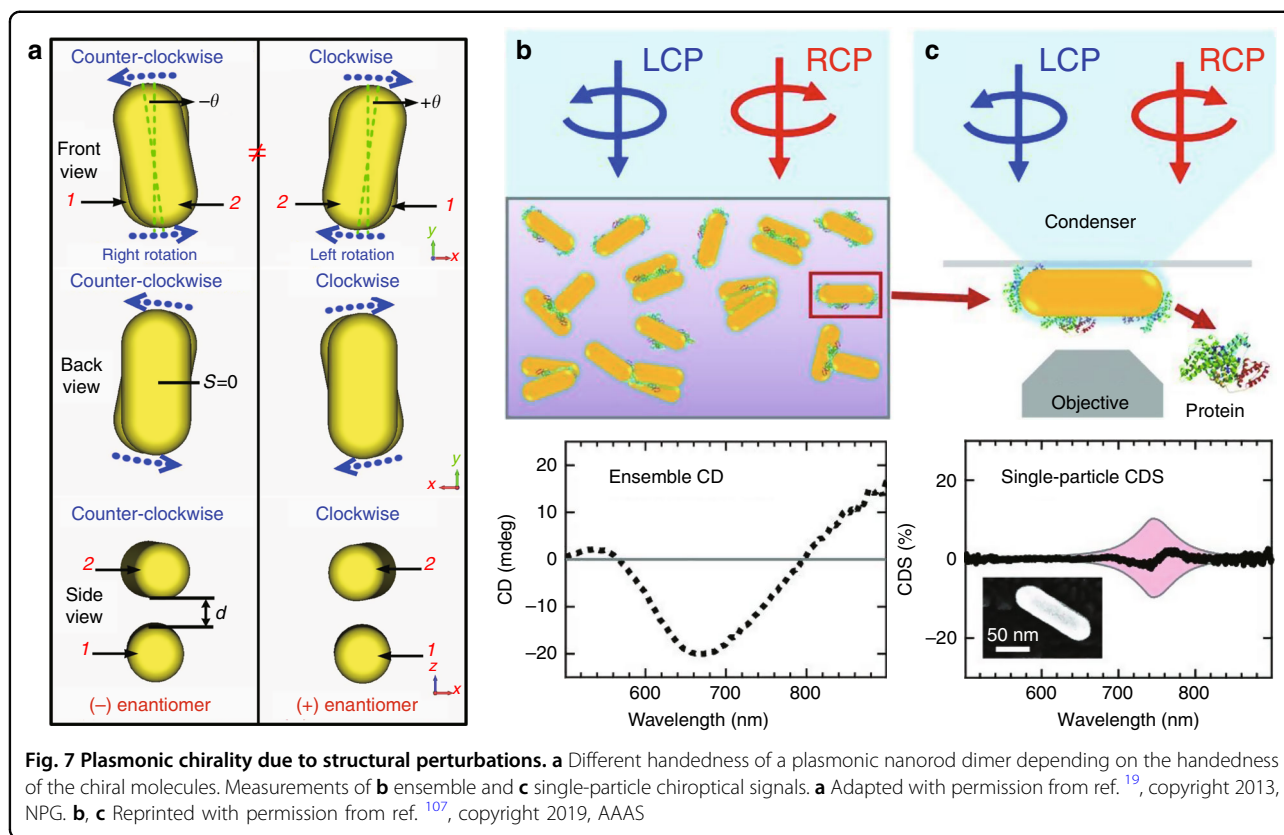 a
Counter-clockwise
Clockwise
−θ
+θ
Front
view
≠
1
2
2
1
Right rotation
Left rotation
y
x
Counter-clockwise
Clockwise
Back
view
S=0
y
x
Counter-clockwise
Clockwise
2
2
Side
view
d
1
1
z
x
(−) enantiomer
(+) enantiomer
b
LCP
RCP
c
LCP
RCP
Condenser
Objective
Protein
20
10
0
−10
−20
CD (mdeg)
Ensemble CD
600
700
800
Wavelength (nm)
20
0
−20
CDS (%)
Single-particle CDS
50 nm
600
700
800
Wavelength (nm)
Fig. 7 Plasmonic chirality due to structural perturbations. a Different handedness of a plasmonic nanorod dimer depending on the handedness
of the chiral molecules. Measurements of b ensemble and c single-particle chiroptical signals. a Adapted with permission from ref. 19, copyright 2013,
NPG. b, c Reprinted with permission from ref. 107, copyright 2019, AAAS